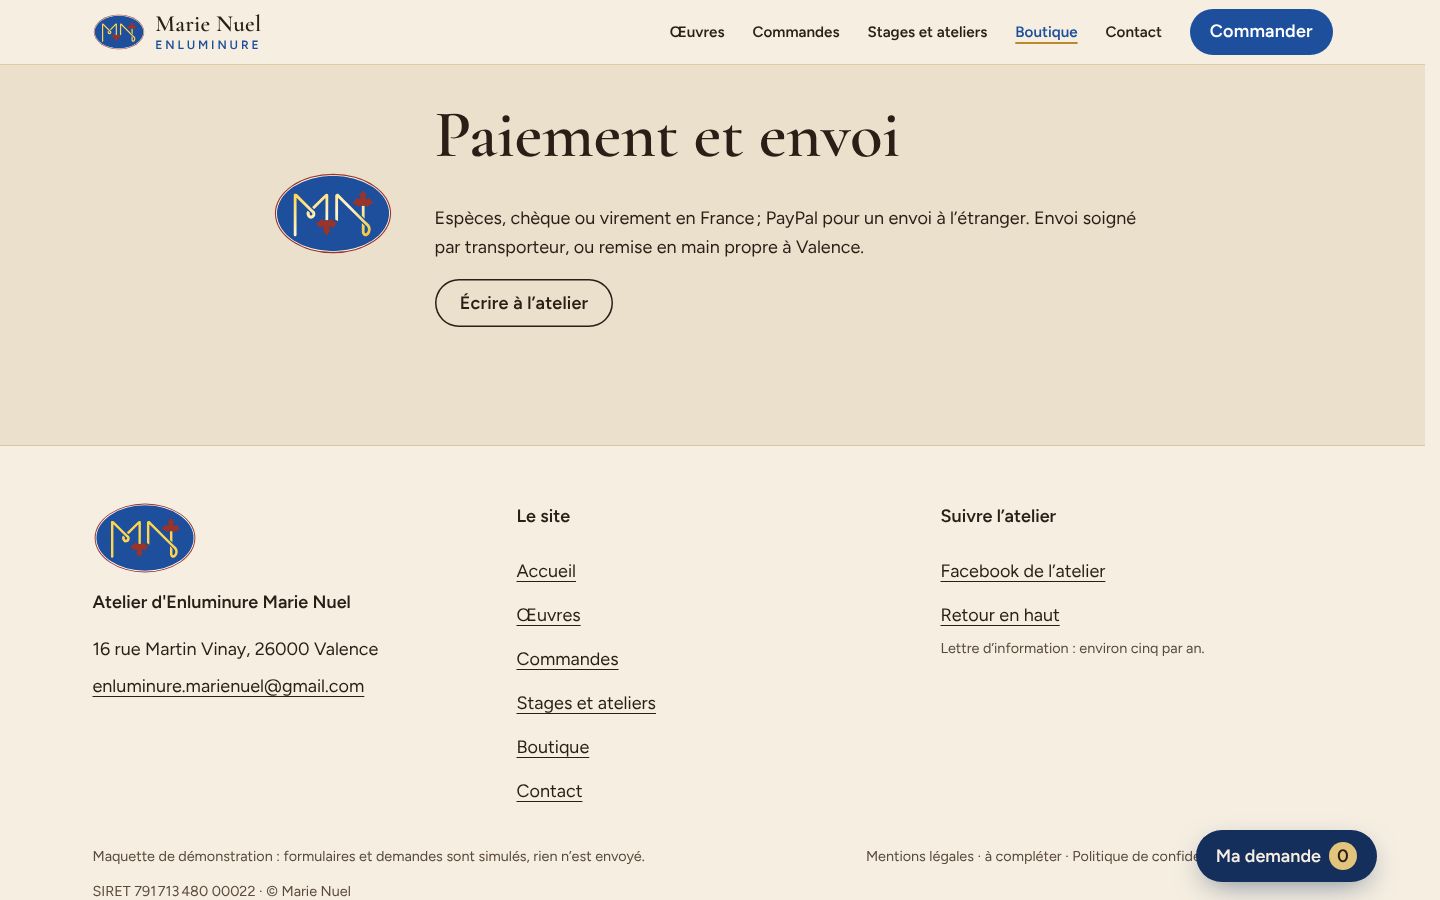 Marie Nuel
ENLUMINURE
Œuvres
Commandes
Stages et ateliers
Boutique
Contact
Commander
Paiement et envoi
MN
Espèces, chèque ou virement en France ; PayPal pour un envoi à l’étranger. Envoi soigné
par transporteur, ou remise en main propre à Valence.
Écrire à l’atelier
MN
Atelier d'Enluminure Marie Nuel
16 rue Martin Vinay, 26000 Valence
enluminure.marienuel@gmail.com
Le site
Accueil
Œuvres
Commandes
Stages et ateliers
Boutique
Contact
Suivre l’atelier
Facebook de l’atelier
Retour en haut
Lettre d’information : environ cinq par an.
Maquette de démonstration : formulaires et demandes sont simulés, rien n’est envoyé.
Mentions légales · à compléter · Politique de
Ma demande 0
SIRET 791 713 480 00022 · © Marie Nuel